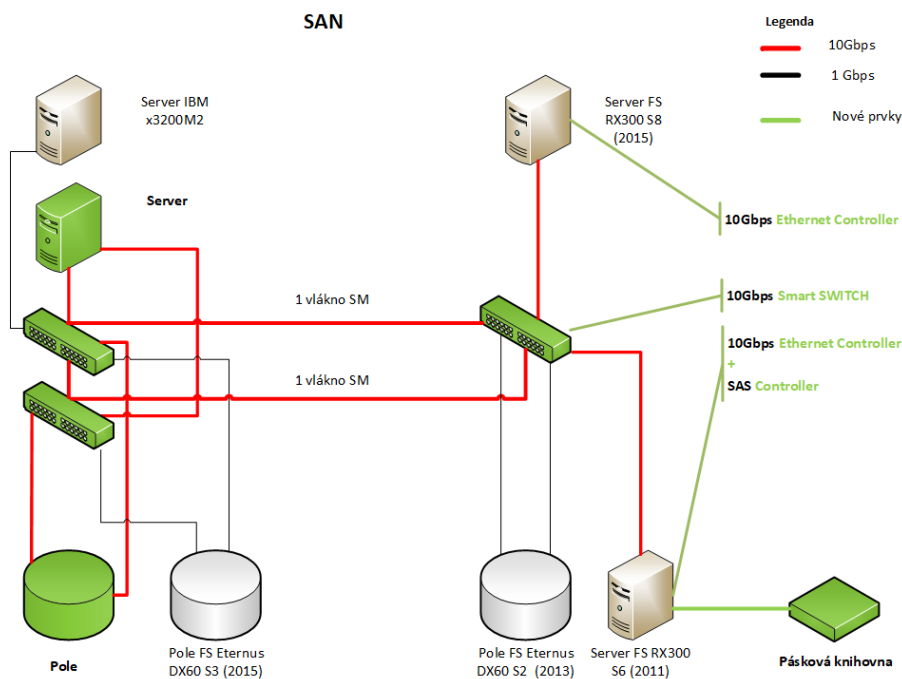 SAN
Legenda
10Gbps
1 Gbps
Nové prvky
Server IBM
x3200M2
Server FS
RX300 S8
(2015)
Server
10Gbps Ethernet Controller
1 vlákno SM
10Gbps Smart SWITCH
10Gbps Ethernet Controller
+
SAS Controller
1 vlákno SM
Pole
Pole FS Eternus
DX60 S3 (2015)
Pole FS Eternus
DX60 S2 (2013)
Server FS RX300
S6 (2011)
Pásková knihovna